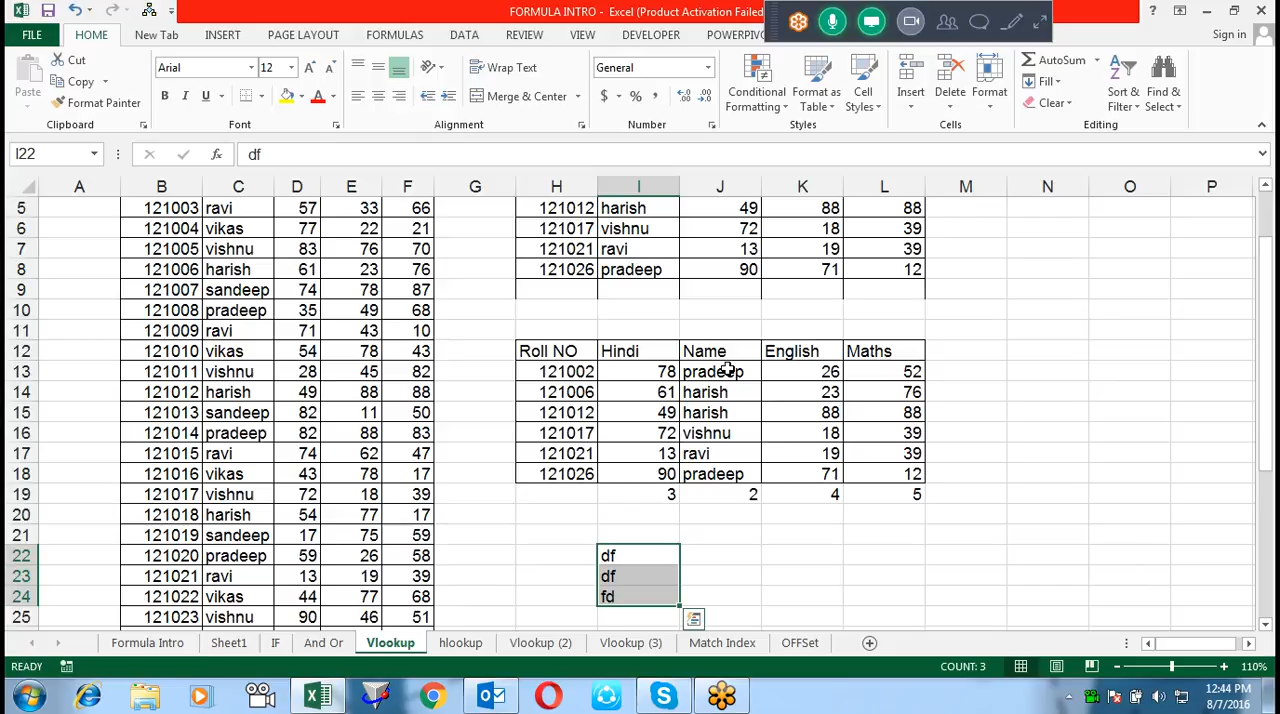 FORMULA INTRO - Excel (Product Activation Failed
Sign in
FILE HOME New Tab INSERT PAGE LAYOUT FORMULAS DATA REVIEW VIEW DEVELOPER POWERPIV
Paste Cut Copy Format Painter
Arial 12
B I U
Wrap Text
Merge & Center
General
$ % ,
Conditional Formatting Format as Table Cell Styles
Insert Delete Format
AutoSum Fill Clear
Sort & Filter Find & Select
Clipboard Font Alignment Number Styles Cells Editing
I22 fx df
A B C D E F G H I J K L M N O P
5 121003 ravi 57 33 66 121012 harish 49 88 88
6 121004 vikas 77 22 21 121017 vishnu 72 18 39
7 121005 vishnu 83 76 70 121021 ravi 13 19 39
8 121006 harish 61 23 76 121026 pradeep 90 71 12
9 121007 sandeep 74 78 87
10 121008 pradeep 35 49 68
11 121009 ravi 71 43 10
12 121010 vikas 54 78 43 Roll NO Hindi Name English Maths
13 121011 vishnu 28 45 82 121002 78 pradeep 26 52
14 121012 harish 49 88 88 121006 61 harish 23 76
15 121013 sandeep 82 11 50 121012 49 harish 88 88
16 121014 pradeep 82 88 83 121017 72 vishnu 18 39
17 121015 ravi 74 62 47 121021 13 ravi 19 39
18 121016 vikas 43 78 17 121026 90 pradeep 71 12
19 121017 vishnu 72 18 39 3 2 4 5
20 121018 harish 54 77 17
21 121019 sandeep 17 75 59
22 121020 pradeep 59 26 58 df
23 121021 ravi 13 19 39 df
24 121022 vikas 44 77 68 fd
25 121023 vishnu 90 46 51
Formula Intro Sheet1 IF And Or Vlookup hlookup Vlookup (2) Vlookup (3) Match Index OFFSet
READY COUNT: 3 110%
12:44 PM
8/7/2016